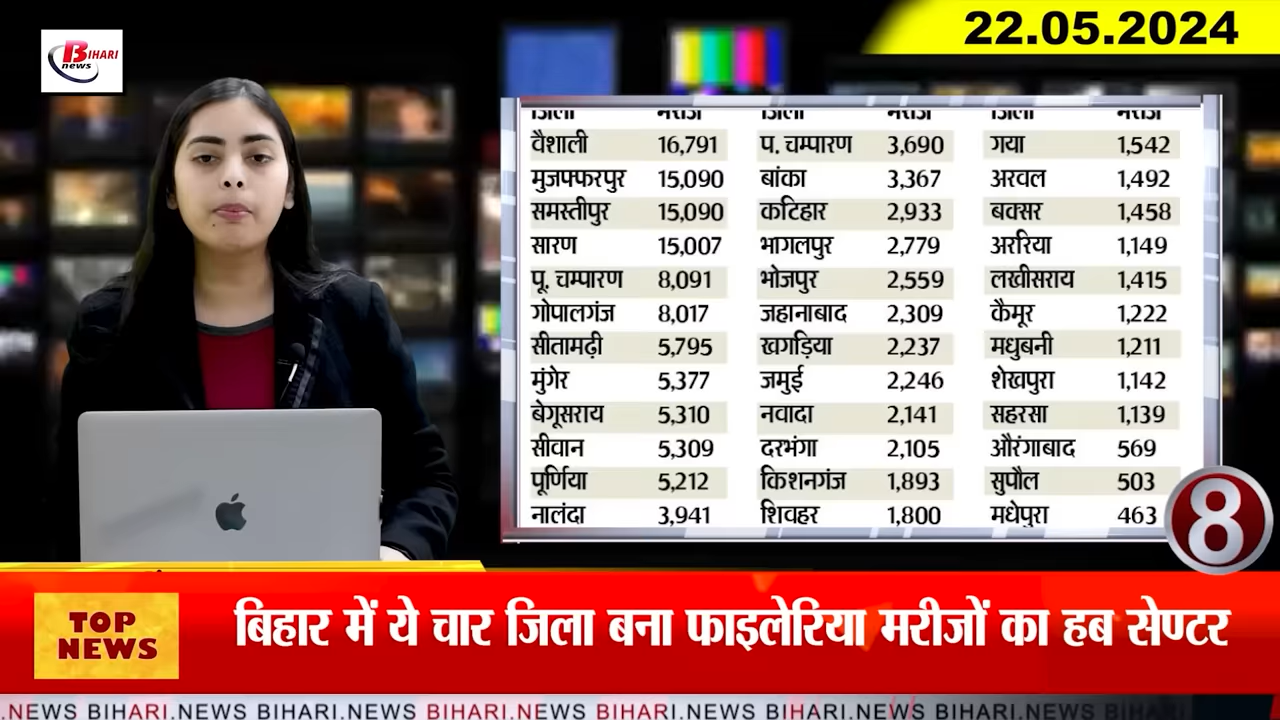 BIHARI
news
22.05.2024
जिला मरीज जिला मरीज जिला मरीज
वैशाली 16,791 प. चम्पारण 3,690 गया 1,542
मुजफ्फरपुर 15,090 बांका 3,367 अरवल 1,492
समस्तीपुर 15,090 कटिहार 2,933 बक्सर 1,458
सारण 15,007 भागलपुर 2,779 अररिया 1,149
पू. चम्पारण 8,091 भोजपुर 2,559 लखीसराय 1,415
गोपालगंज 8,017 जहानाबाद 2,309 कैमूर 1,222
सीतामढ़ी 5,795 खगड़िया 2,237 मधुबनी 1,211
मुंगेर 5,377 जमुई 2,246 शेखपुरा 1,142
बेगूसराय 5,310 नवादा 2,141 सहरसा 1,139
सीवान 5,309 दरभंगा 2,105 औरंगाबाद 569
पूर्णिया 5,212 किशनगंज 1,893 सुपौल 503
नालंदा 3,941 शिवहर 1,800 मधेपुरा 463
8
TOP
NEWS
बिहार में ये चार जिला बना फाइलेरिया मरीजों का हब सेण्टर
.NEWS BIHARI.NEWS BIHARI.NEWS BIHARI.NEWS BIHARI.NEWS BIHARI.NEWS BIHARI.NEWS BIHARI.NEWS